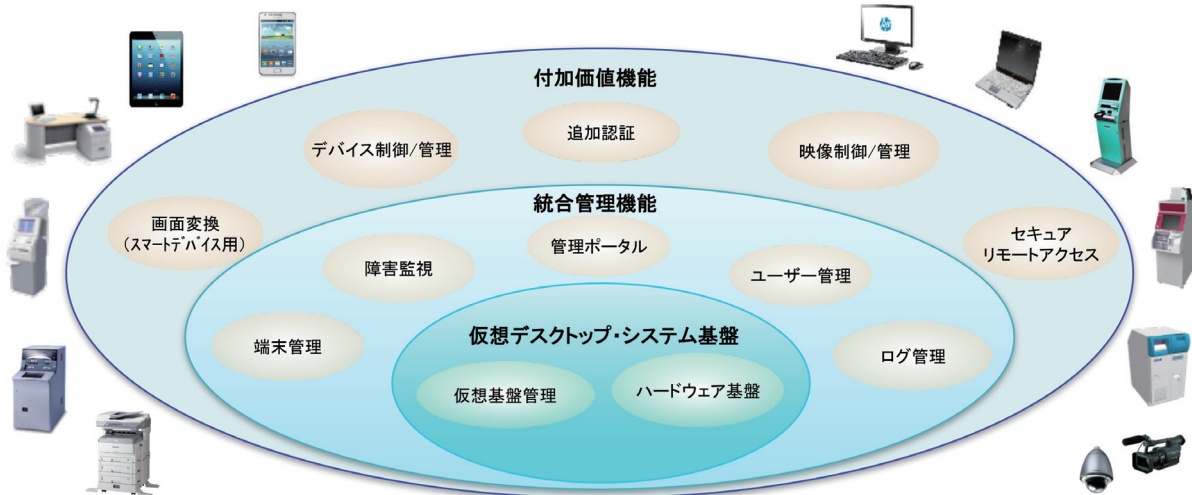 付加価値機能
追加認証
デバイス制御/管理
映像制御/管理
画面変換
(スマートデバイス用)
セキュア
リモートアクセス
統合管理機能
管理ポータル
障害監視
ユーザー管理
端末管理
ログ管理
仮想デスクトップ・システム基盤
仮想基盤管理
ハードウェア基盤